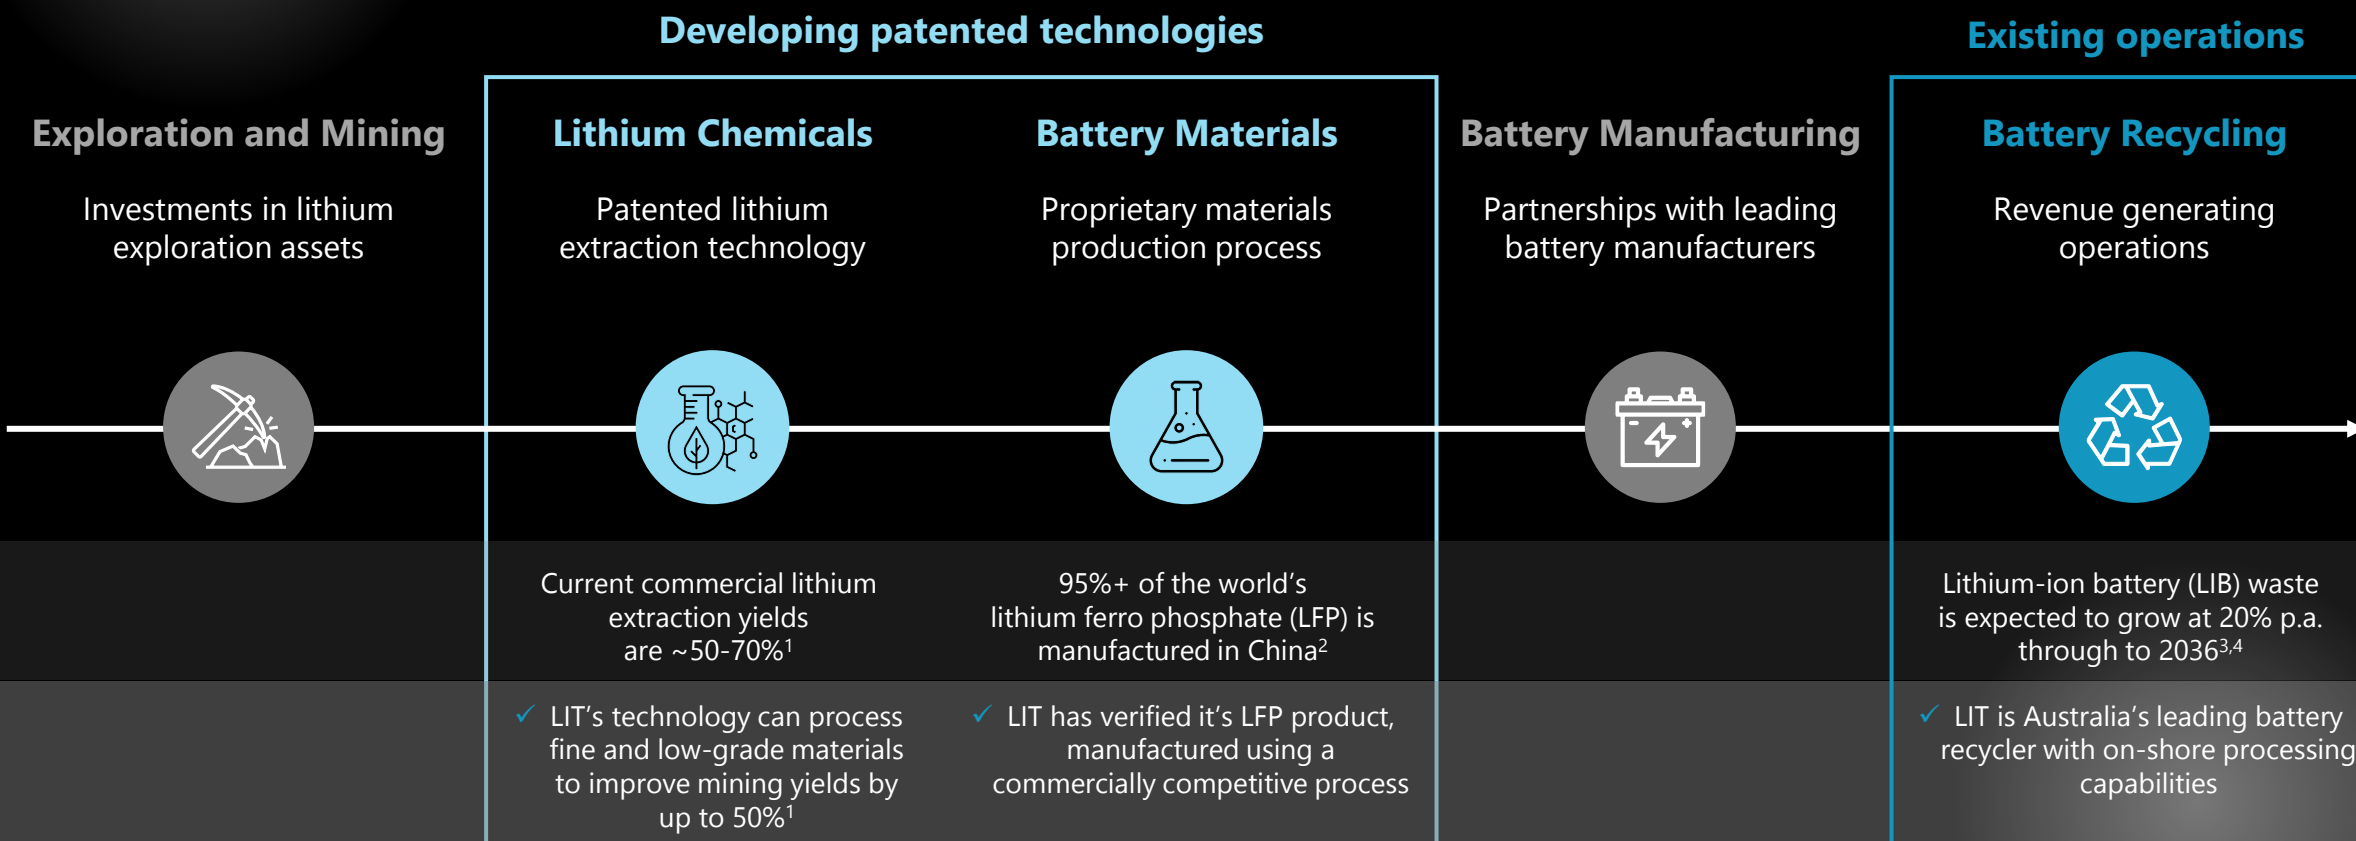 Developing patented technologies
Existing operations
Exploration and Mining
Investments in lithium
exploration assets
Lithium Chemicals
Patented lithium
extraction technology
Battery Materials
Proprietary materials
production process
Battery Manufacturing
Partnerships with leading
battery manufacturers
Battery Recycling
Revenue generating
operations
Current commercial lithium
extraction yields
are ~50-70%¹
95%+ of the world's
lithium ferro phosphate (LFP) is
manufactured in China²
Lithium-ion battery (LIB) waste
is expected to grow at 20% p.a.
through to 2036³,⁴
✓ LIT's technology can process
fine and low-grade materials
to improve mining yields by
up to 50%¹
✓ LIT has verified it's LFP product,
manufactured using a
commercially competitive process
✓ LIT is Australia's leading battery
recycler with on-shore processing
capabilities